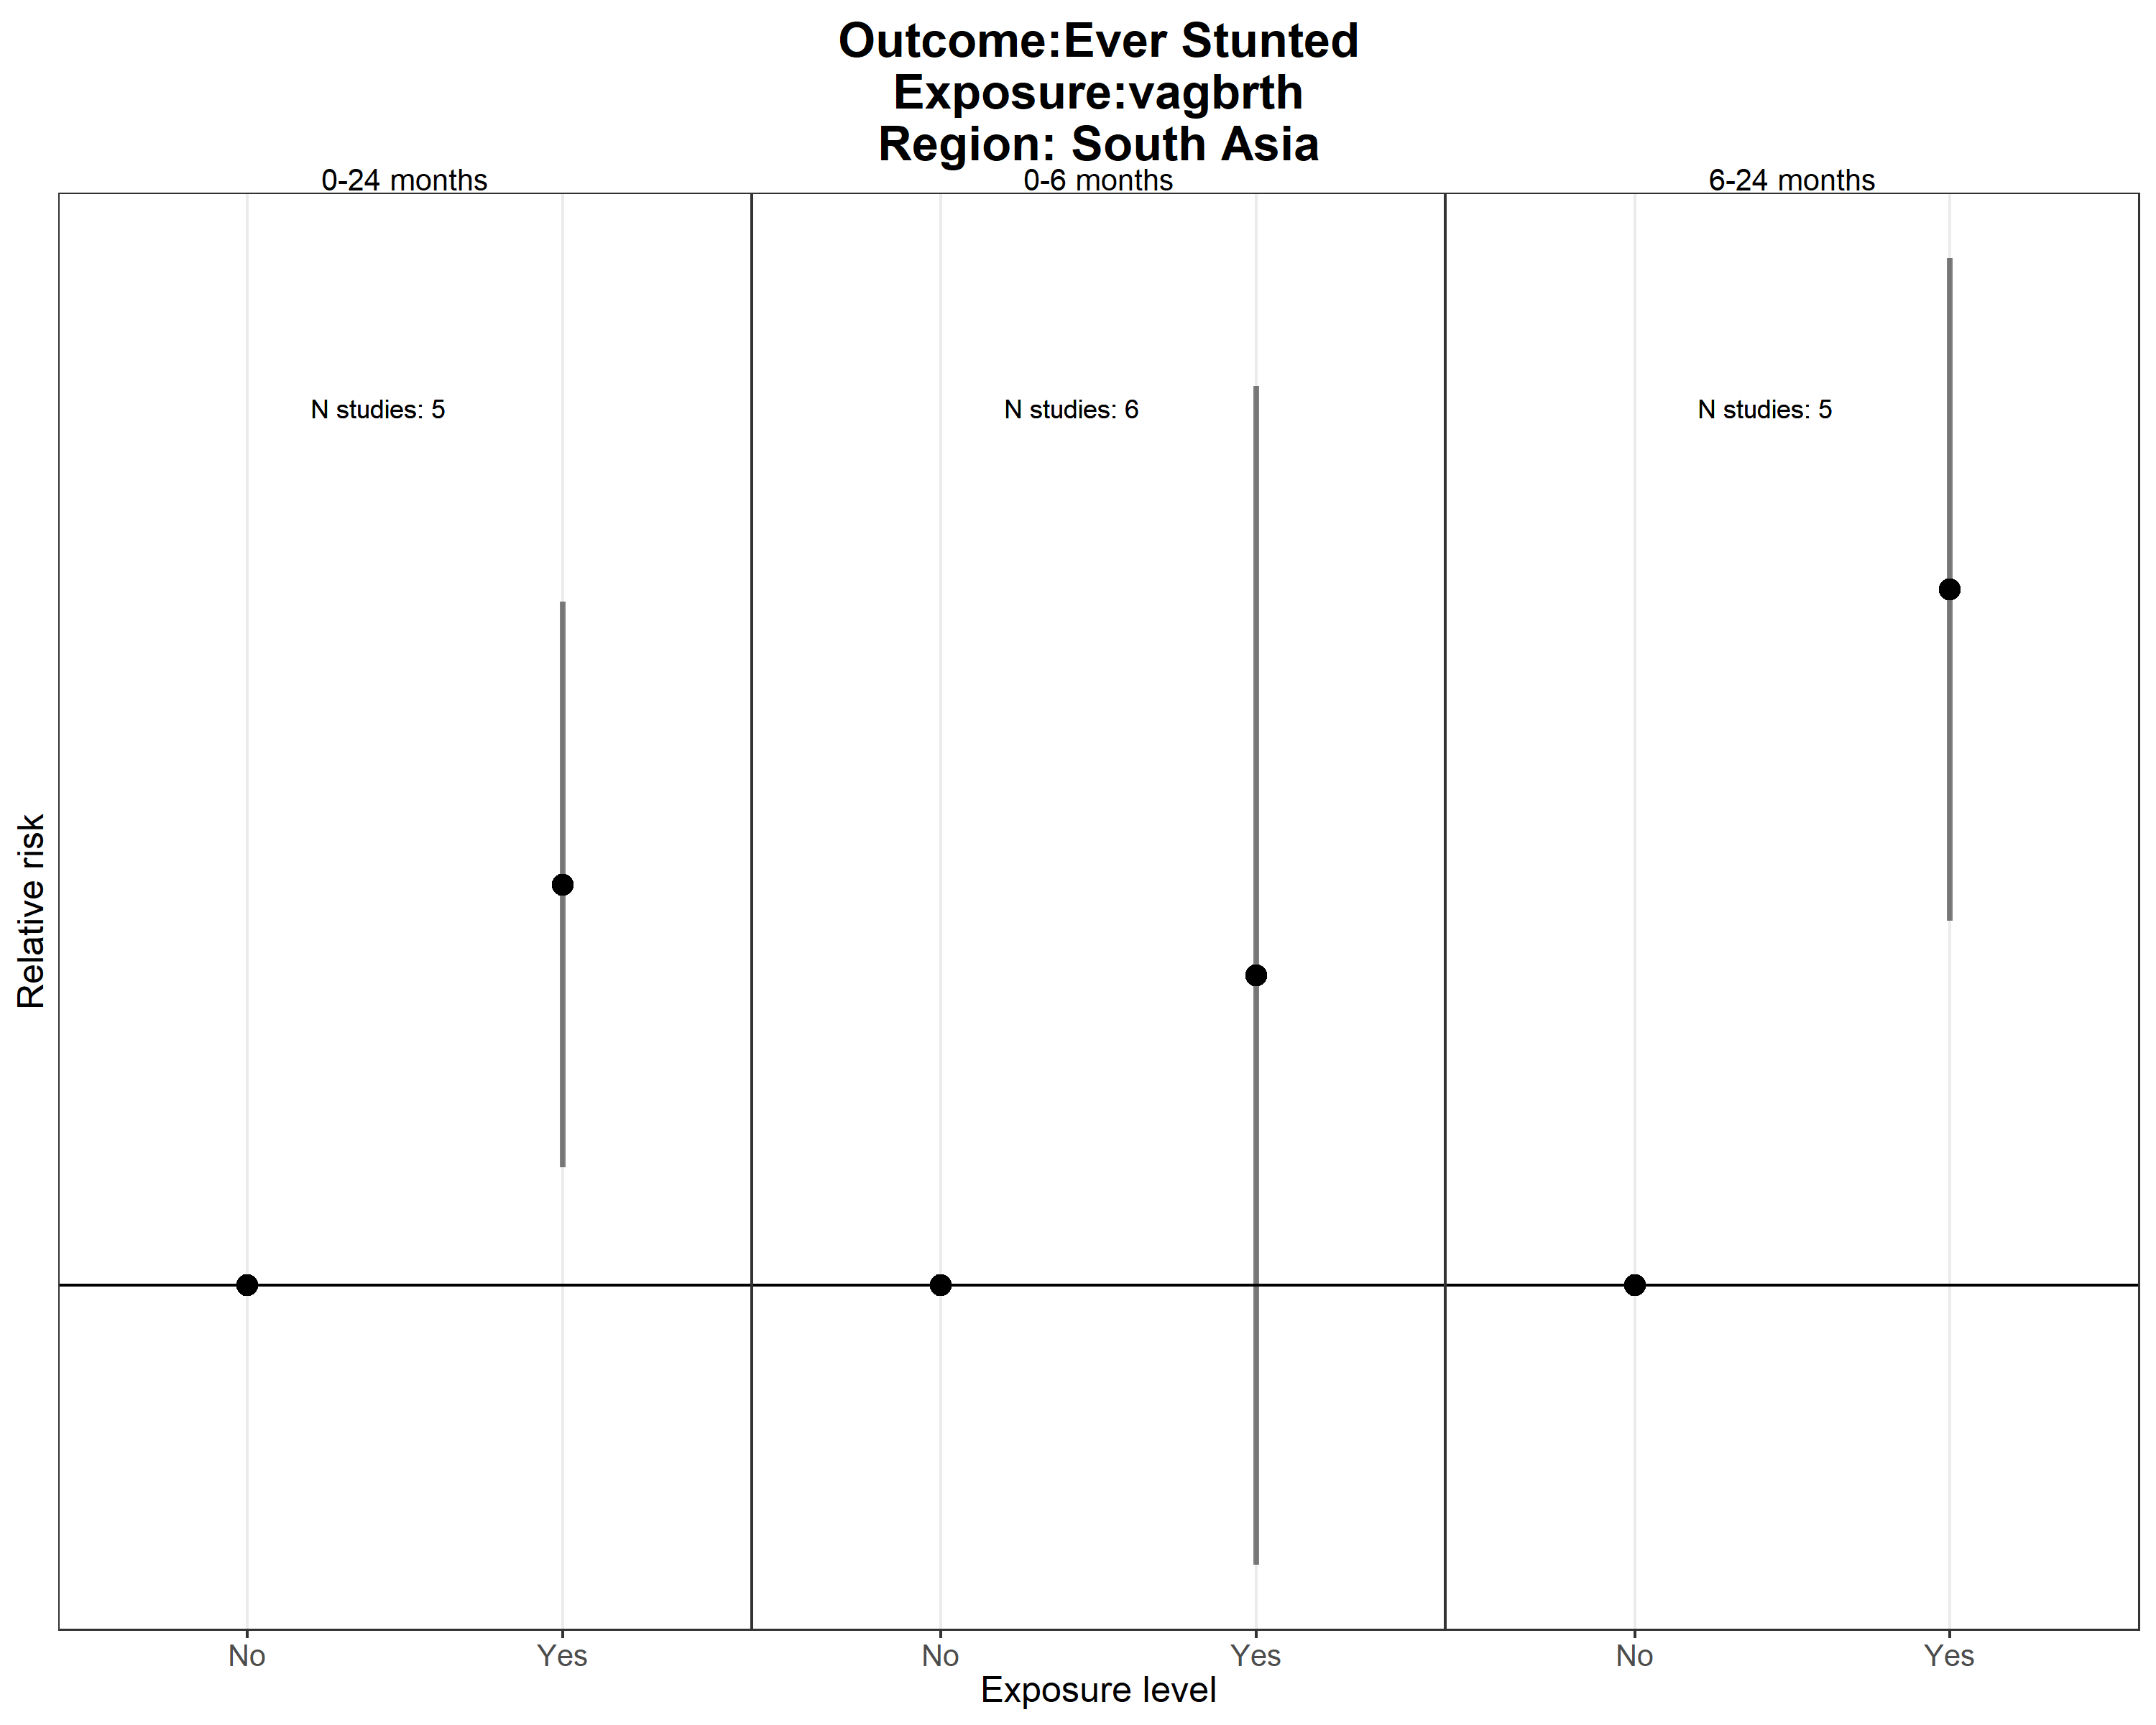 Outcome:Ever Stunted
Exposure:vagbrth
Region: South Asia
0-24 months
0-6 months
6-24 months
N studies: 5
N studies: 6
N studies: 5
Relative risk
No
Yes
No
Yes
No
Yes
Exposure level